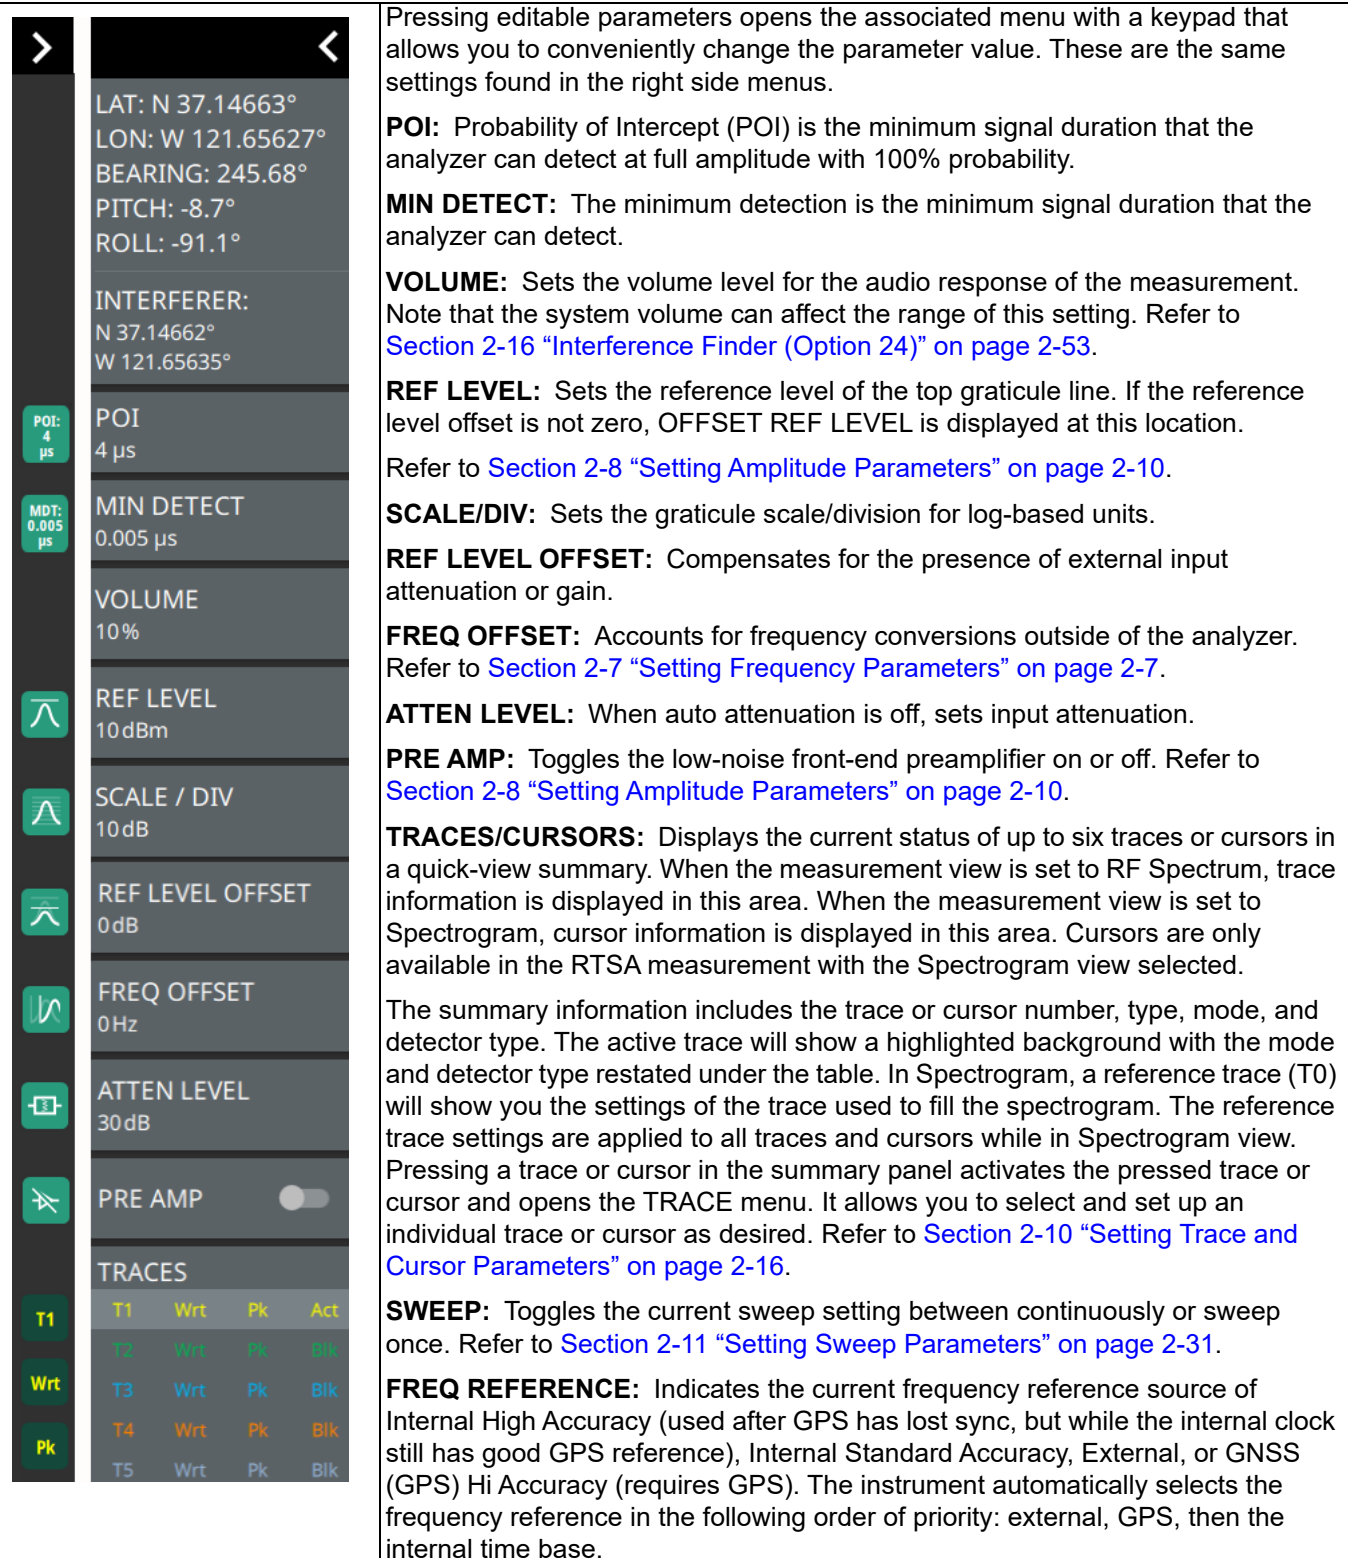 LAT: N 37.14663°
LON: W 121.65627°
BEARING: 245.68°
PITCH: -8.7°
ROLL: -91.1°
INTERFERER:
N 37.14662°
W 121.65635°
POI:
4
µs
POI
4 µs
MDT:
0.005
µs
MIN DETECT
0.005 µs
VOLUME
10%
REF LEVEL
10 dBm
SCALE / DIV
10 dB
REF LEVEL OFFSET
0 dB
FREQ OFFSET
0 Hz
ATTEN LEVEL
30 dB
PRE AMP
TRACES
T1
Wrt
Pk
T1 Wrt Pk Act
T2 Wrt Pk Blk
T3 Wrt Pk Blk
T4 Wrt Pk Blk
T5 Wrt Pk Blk
Pressing editable parameters opens the associated menu with a keypad that
allows you to conveniently change the parameter value. These are the same
settings found in the right side menus.
POI: Probability of Intercept (POI) is the minimum signal duration that the
analyzer can detect at full amplitude with 100% probability.
MIN DETECT: The minimum detection is the minimum signal duration that the
analyzer can detect.
VOLUME: Sets the volume level for the audio response of the measurement.
Note that the system volume can affect the range of this setting. Refer to
Section 2-16 “Interference Finder (Option 24)” on page 2-53.
REF LEVEL: Sets the reference level of the top graticule line. If the reference
level offset is not zero, OFFSET REF LEVEL is displayed at this location.
Refer to Section 2-8 “Setting Amplitude Parameters” on page 2-10.
SCALE/DIV: Sets the graticule scale/division for log-based units.
REF LEVEL OFFSET: Compensates for the presence of external input
attenuation or gain.
FREQ OFFSET: Accounts for frequency conversions outside of the analyzer.
Refer to Section 2-7 “Setting Frequency Parameters” on page 2-7.
ATTEN LEVEL: When auto attenuation is off, sets input attenuation.
PRE AMP: Toggles the low-noise front-end preamplifier on or off. Refer to
Section 2-8 “Setting Amplitude Parameters” on page 2-10.
TRACES/CURSORS: Displays the current status of up to six traces or cursors in
a quick-view summary. When the measurement view is set to RF Spectrum, trace
information is displayed in this area. When the measurement view is set to
Spectrogram, cursor information is displayed in this area. Cursors are only
available in the RTSA measurement with the Spectrogram view selected.
The summary information includes the trace or cursor number, type, mode, and
detector type. The active trace will show a highlighted background with the mode
and detector type restated under the table. In Spectrogram, a reference trace (T0)
will show you the settings of the trace used to fill the spectrogram. The reference
trace settings are applied to all traces and cursors while in Spectrogram view.
Pressing a trace or cursor in the summary panel activates the pressed trace or
cursor and opens the TRACE menu. It allows you to select and set up an
individual trace or cursor as desired. Refer to Section 2-10 “Setting Trace and
Cursor Parameters” on page 2-16.
SWEEP: Toggles the current sweep setting between continuously or sweep
once. Refer to Section 2-11 “Setting Sweep Parameters” on page 2-31.
FREQ REFERENCE: Indicates the current frequency reference source of
Internal High Accuracy (used after GPS has lost sync, but while the internal clock
still has good GPS reference), Internal Standard Accuracy, External, or GNSS
(GPS) Hi Accuracy (requires GPS). The instrument automatically selects the
frequency reference in the following order of priority: external, GPS, then the
internal time base.